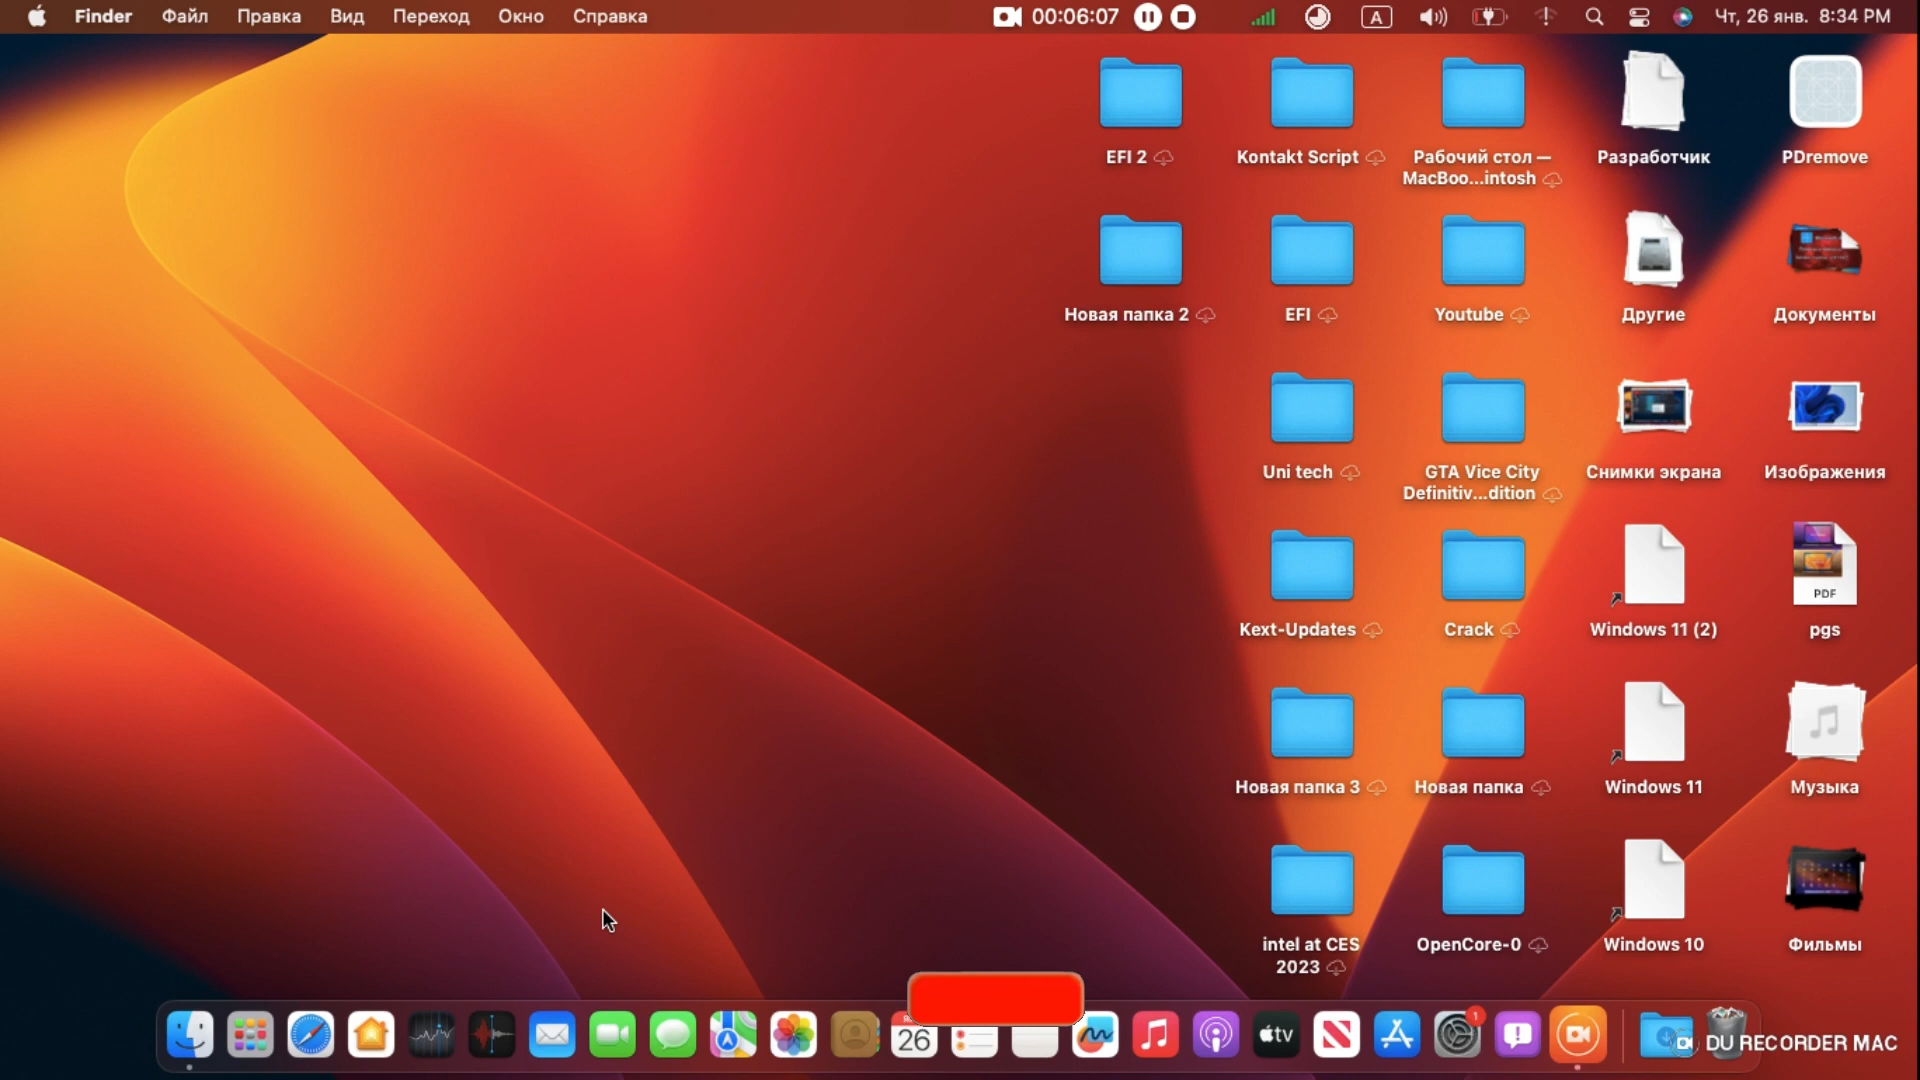 Finder Файл Правка Вид Переход Окно Справка 00:06:07 A Чт, 26 янв. 8:34 PM
EFI 2 Kontakt Script Рабочий стол —
MacBoo...intosh Разработчик PDremove
Новая папка 2 EFI Youtube Другие Документы
Uni tech GTA Vice City
Definitiv...dition Снимки экрана Изображения
PDF
Kext-Updates Crack Windows 11 (2) pgs
Новая папка 3 Новая папка Windows 11 Музыка
intel at CES
2023 OpenCore-0 Windows 10 Фильмы
26 tv 1
DU RECORDER MAC